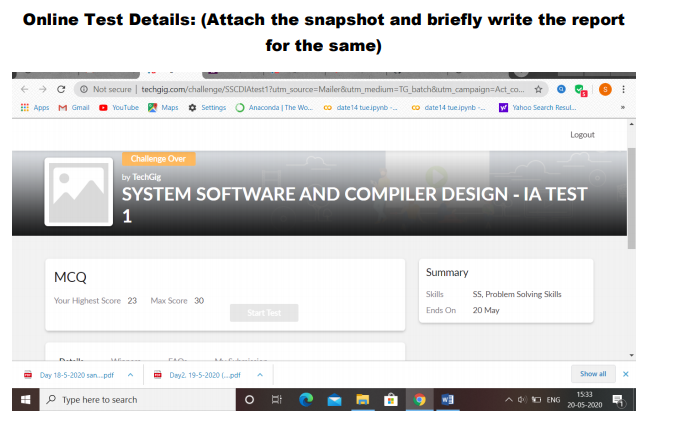 Online Test Details: (Attach the snapshot and briefly write the report
for the same)
Not secure | techgig.com/challenge/SSCDIAtest1?utm_source=Mailer&utm_medium=TG_batch&utm_campaign=Act_co...
Apps Gmail YouTube Maps Settings Anaconda | The Wo... date14 tue.ipynb -... date14 tue.ipynb -... Yahoo Search Resul... »
Logout
Challenge Over
by TechGig
SYSTEM SOFTWARE AND COMPILER DESIGN - IA TEST
1
MCQ
Your Highest Score 23 Max Score 30
Start Test
Summary
Skills SS, Problem Solving Skills
Ends On 20 May
Details
Day 18-5-2020 san....pdf Day2, 19-5-2020 (....pdf Show all
Type here to search
ENG
15:33
20-05-2020